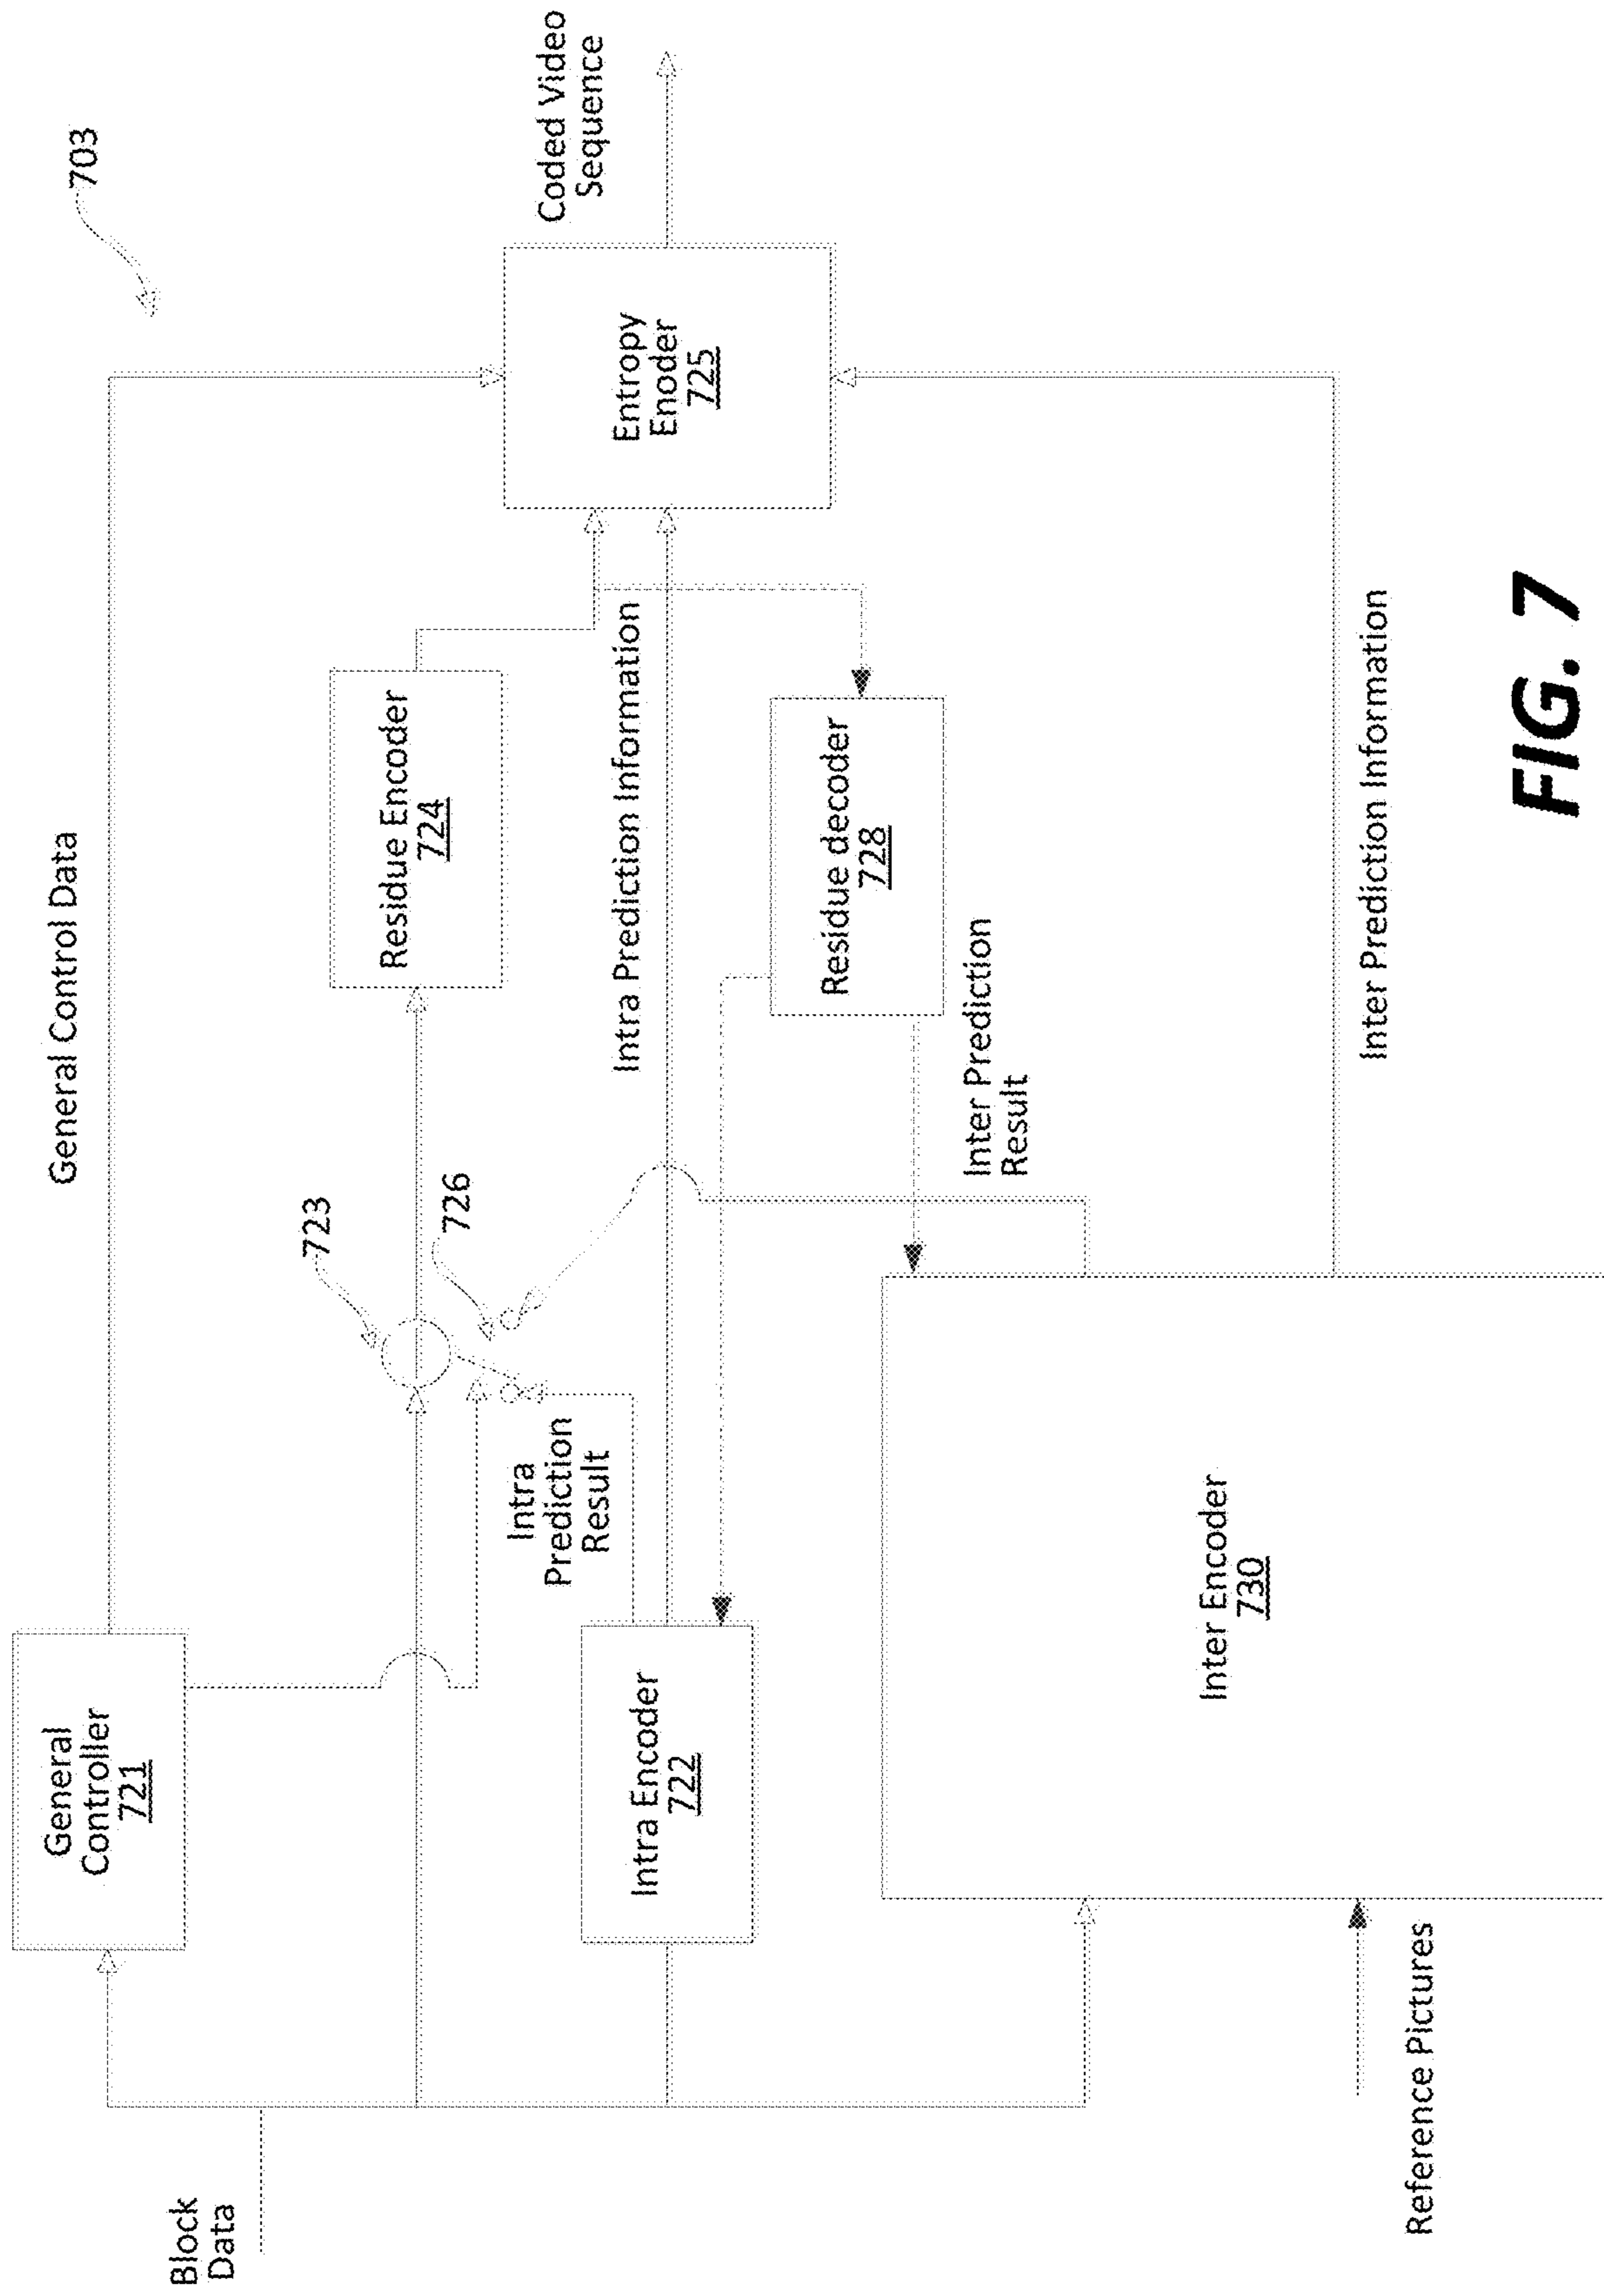 703
General Control Data
Coded Video
Sequence
General
Controller
721
723
Residue Encoder
724
726
Entropy
Enoder
725
Block
Data
Intra
Prediction
Result
Intra Prediction Information
Intra Encoder
722
Residue decoder
728
Inter Prediction
Result
Inter Encoder
730
Reference Pictures
Inter Prediction Information
FIG. 7